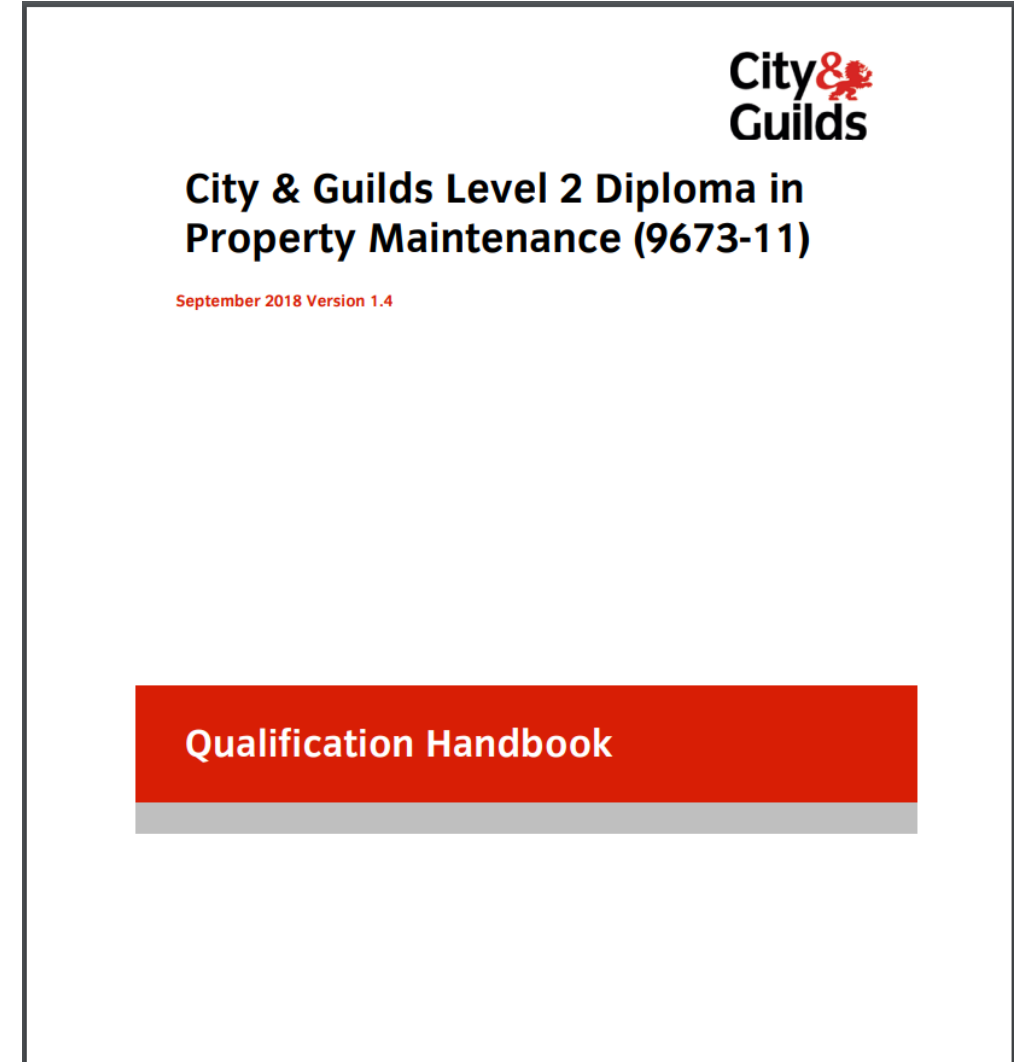 City&
Guilds
City & Guilds Level 2 Diploma in
Property Maintenance (9673-11)
September 2018 Version 1.4
Qualification Handbook